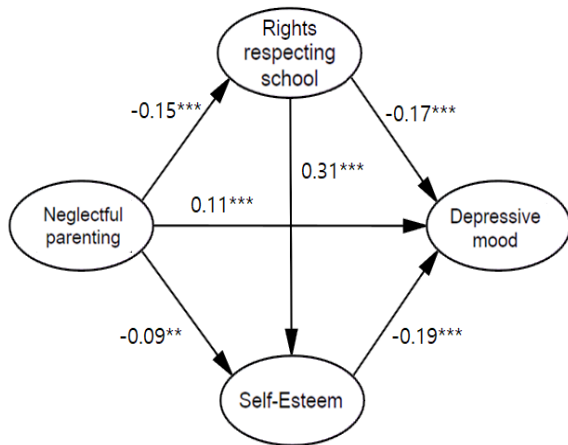 Rights
respecting
school
-0.15***
-0.17***
0.31***
Neglectful
parenting
0.11***
Depressive
mood
-0.09**
-0.19***
Self-Esteem